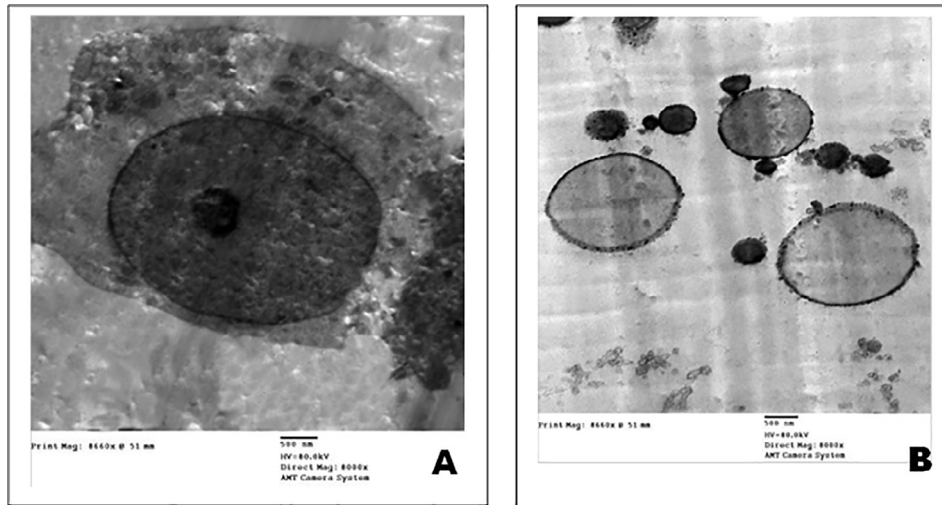 Print Mag: 8660x @ 51 mm
500 nm
HV=80.0kV
Direct Mag: 8000x
AMT Camera System
A
Print Mag: 8660x @ 51 mm
500 nm
HV=80.0kV
Direct Mag: 8000x
AMT Camera System
B